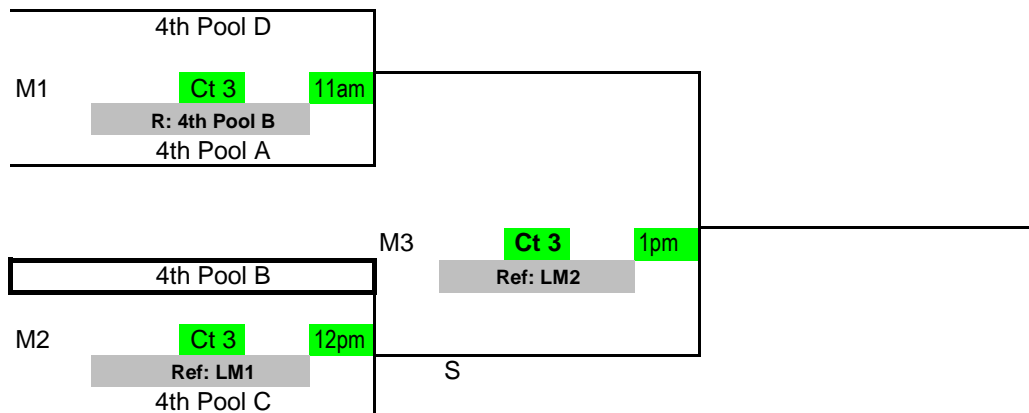 4th Pool D
M1 Ct 3 11am
R: 4th Pool B
4th Pool A
M3 Ct 3 1pm
4th Pool B
Ref: LM2
M2 Ct 3 12pm
Ref: LM1
S
4th Pool C